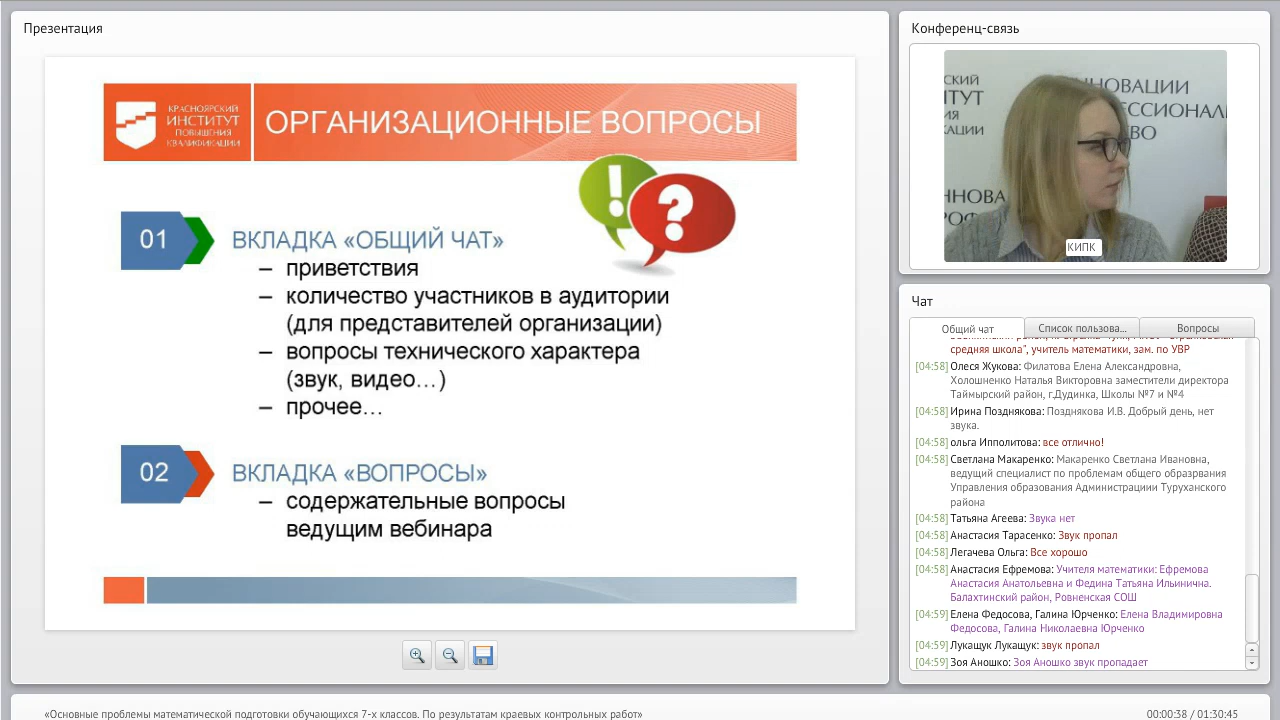 Презентация
КРАСНОЯРСКИЙ
ИНСТИТУТ
ПОВЫШЕНИЯ
КВАЛИФИКАЦИИ
ОРГАНИЗАЦИОННЫЕ ВОПРОСЫ
! ?
01
ВКЛАДКА «ОБЩИЙ ЧАТ»
– приветствия
– количество участников в аудитории
(для представителей организации)
– вопросы технического характера
(звук, видео…)
– прочее…
02
ВКЛАДКА «ВОПРОСЫ»
– содержательные вопросы
ведущим вебинара
Конференц-связь
КИПК
Чат
Общий чат
Список пользова...
Вопросы
средняя школа", учитель математики, зам. по УВР
[04:58] Олеся Жукова: Филатова Елена Александровна,
Холошненко Наталья Викторовна заместители директора
Таймырский район, г.Дудинка, Школы №7 и №4
[04:58] Ирина Позднякова: Позднякова И.В. Добрый день, нет
звука.
[04:58] ольга Ипполитова: все отлично!
[04:58] Светлана Макаренко: Макаренко Светлана Ивановна,
ведущий специалист по проблемам общего образрвания
Управления образования Администрациии Туруханского
района
[04:58] Татьяна Агеева: Звука нет
[04:58] Анастасия Тарасенко: Звук пропал
[04:58] Легачева Ольга: Все хорошо
[04:58] Анастасия Ефремова: Учителя математики: Ефремова
Анастасия Анатольевна и Федина Татьяна Ильинична.
Балахтинский район, Ровненская СОШ
[04:59] Елена Федосова, Галина Юрченко: Елена Владимировна
Федосова, Галина Николаевна Юрченко
[04:59] Лукащук Лукащук: звук пропал
[04:59] Зоя Аношко: Зоя Аношко звук пропадает
«Основные проблемы математической подготовки обучающихся 7-х классов. По результатам краевых контрольных работ»
00:00:38 / 01:30:45